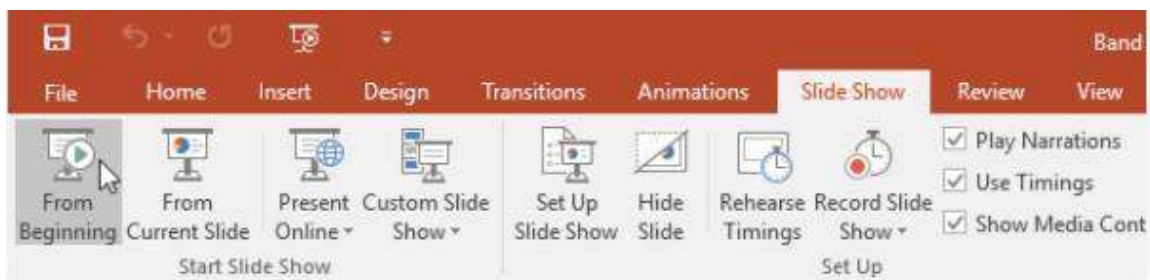 Band
File Home Insert Design Transitions Animations Slide Show Review View
From Beginning
From Current Slide
Present Online
Custom Slide Show
Set Up Slide Show
Hide Slide
Rehearse Timings
Record Slide Show
Play Narrations
Use Timings
Show Media Cont
Start Slide Show
Set Up